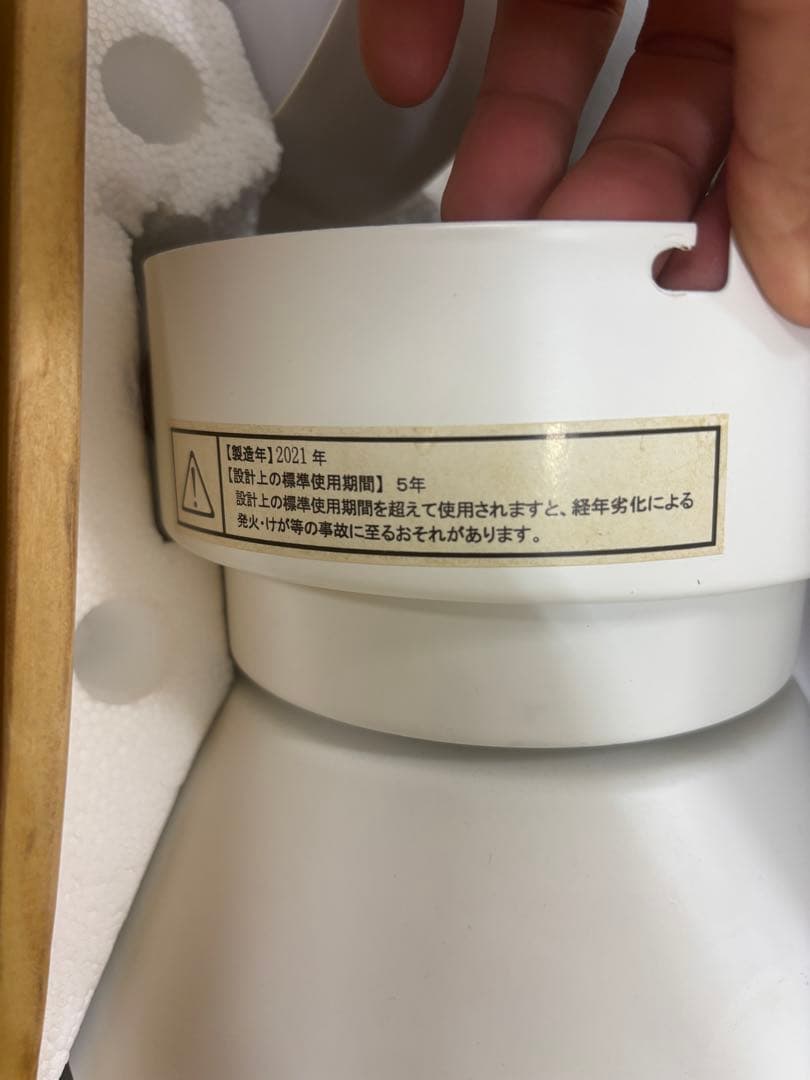 【製造年】2021 年
【設計上の標準使用期間】 5年
設計上の標準使用期間を超えて使用されますと、経年劣化による
発火・けが等の事故に至るおそれがあります。